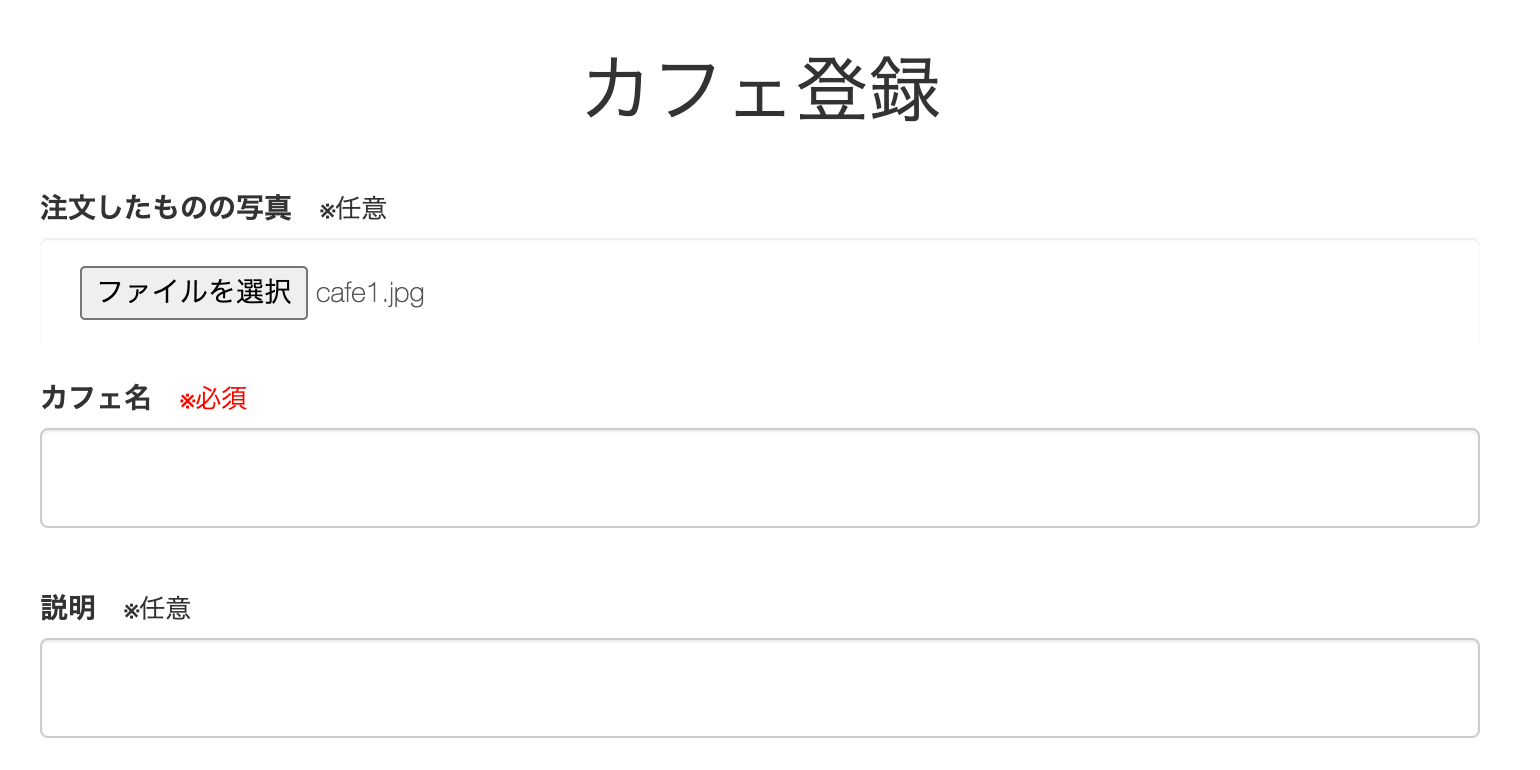 カフェ登録
注文したものの写真 ※任意
ファイルを選択 cafe1.jpg
カフェ名 ※必須
説明 ※任意